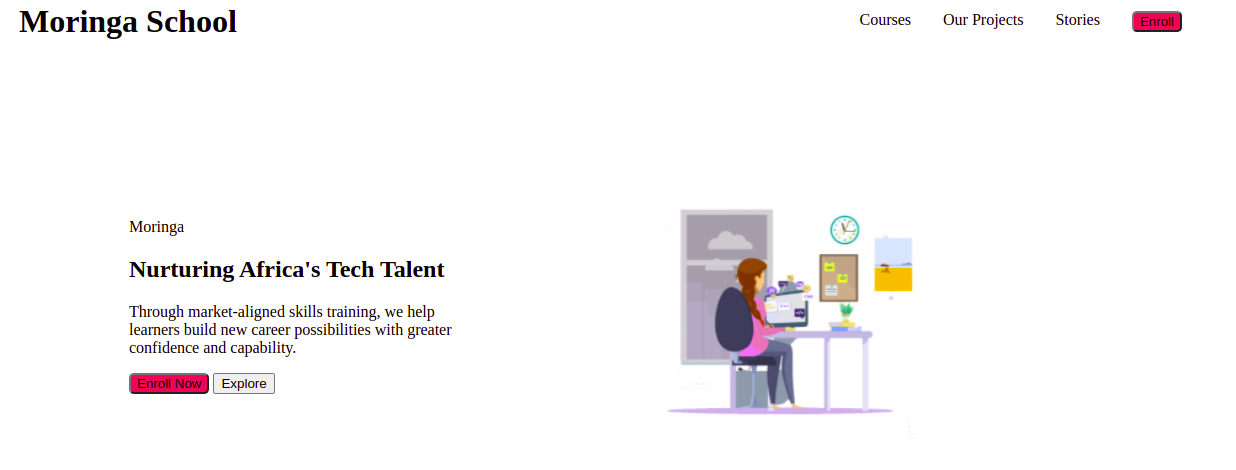 Moringa School
Courses Our Projects Stories Enroll
Moringa
Nurturing Africa's Tech Talent
Through market-aligned skills training, we help
learners build new career possibilities with greater
confidence and capability.
Enroll Now Explore